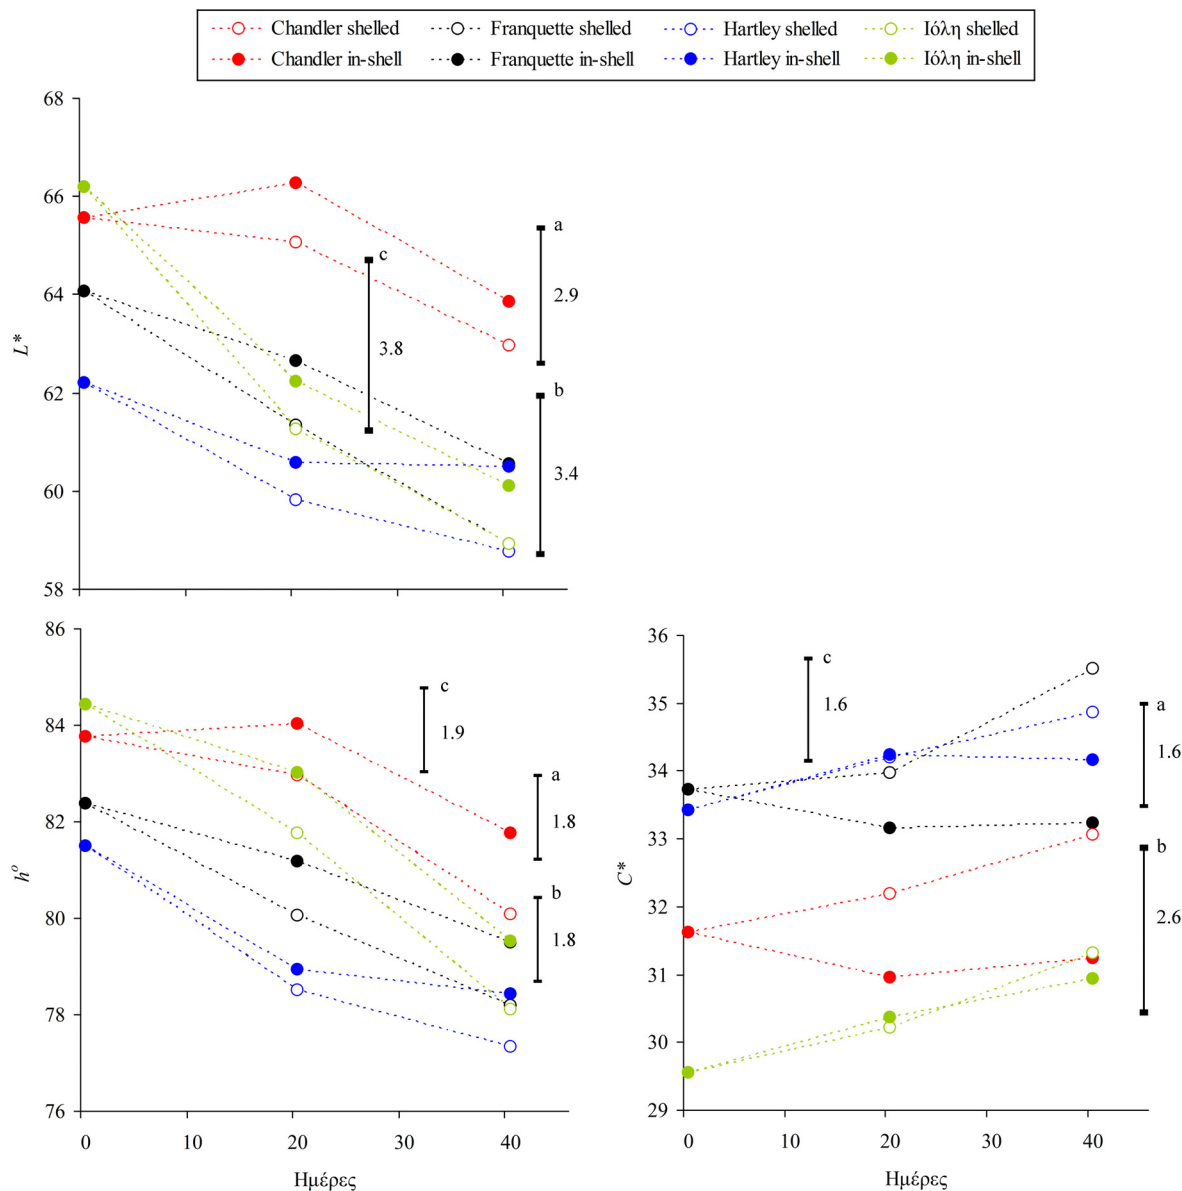 Chandler shelled Franquette shelled Hartley shelled Ιόλη shelled
Chandler in-shell Franquette in-shell Hartley in-shell Ιόλη in-shell
68
66
64
62
60
58
L*
c
3.8
a
2.9
b
3.4
86
84
82
80
78
76
hº
c
1.9
a
1.8
b
1.8
0 10 20 30 40
Ημέρες
36
35
34
33
32
31
30
29
C*
c
1.6
a
1.6
b
2.6
0 10 20 30 40
Ημέρες